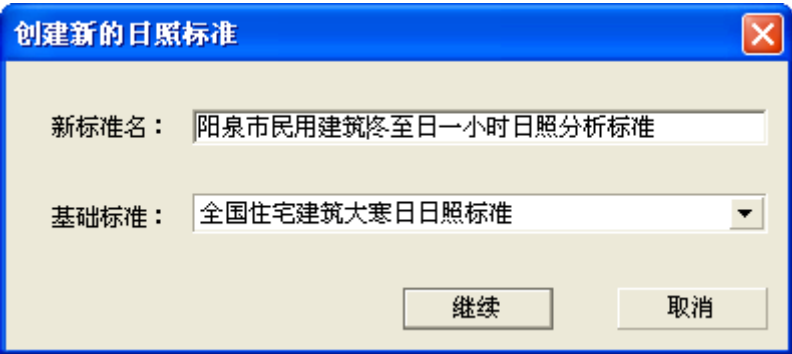 创建新的日照标准
新标准名： 阳泉市民用建筑冬至日一小时日照分析标准
基础标准： 全国住宅建筑大寒日日照标准
继续 取消